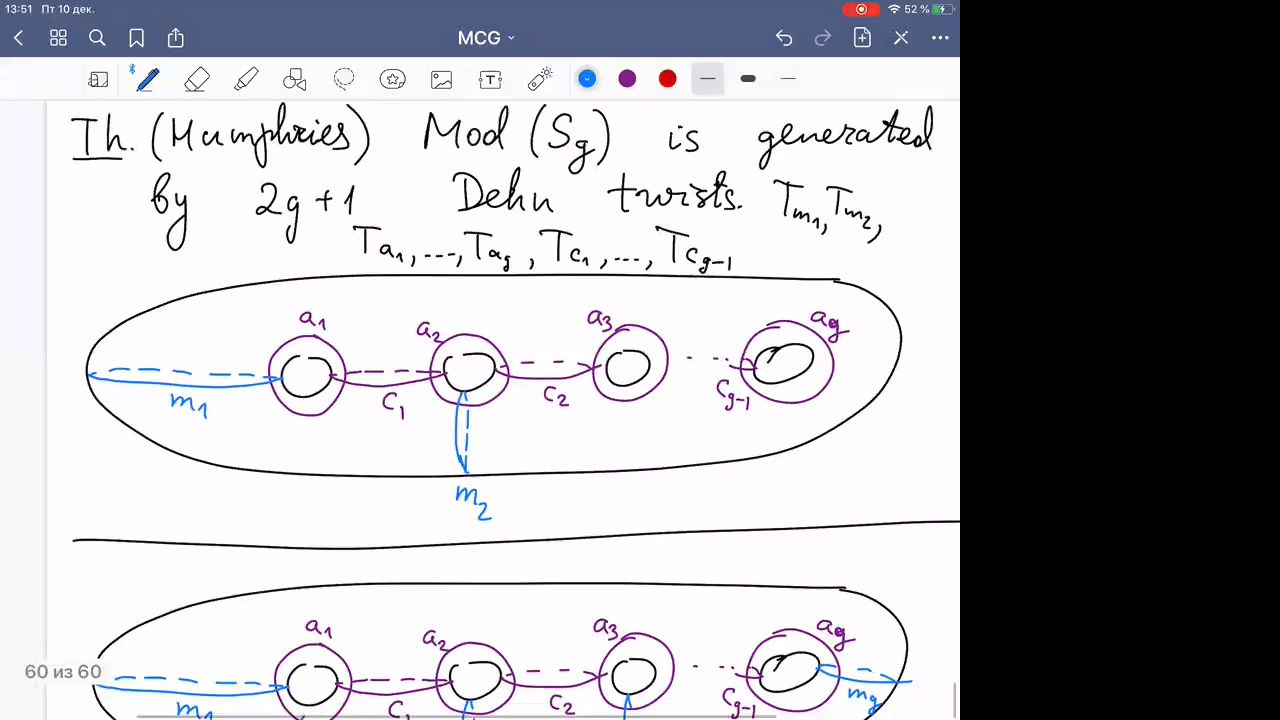 13:51 Пт 10 дек. 52 %
MCG
Th. (Humphries) Mod (Sg) is generated
by 2g+1 Dehn twists. Tm1, Tm2,
Ta1, ..., Tag, Tc1, ..., Tcg-1
a1 a2 a3 ag
m1 c1 c2 cg-1
m2
a1 a2 a3 ag
60 из 60
m1 c1 c2 cg-1 mg